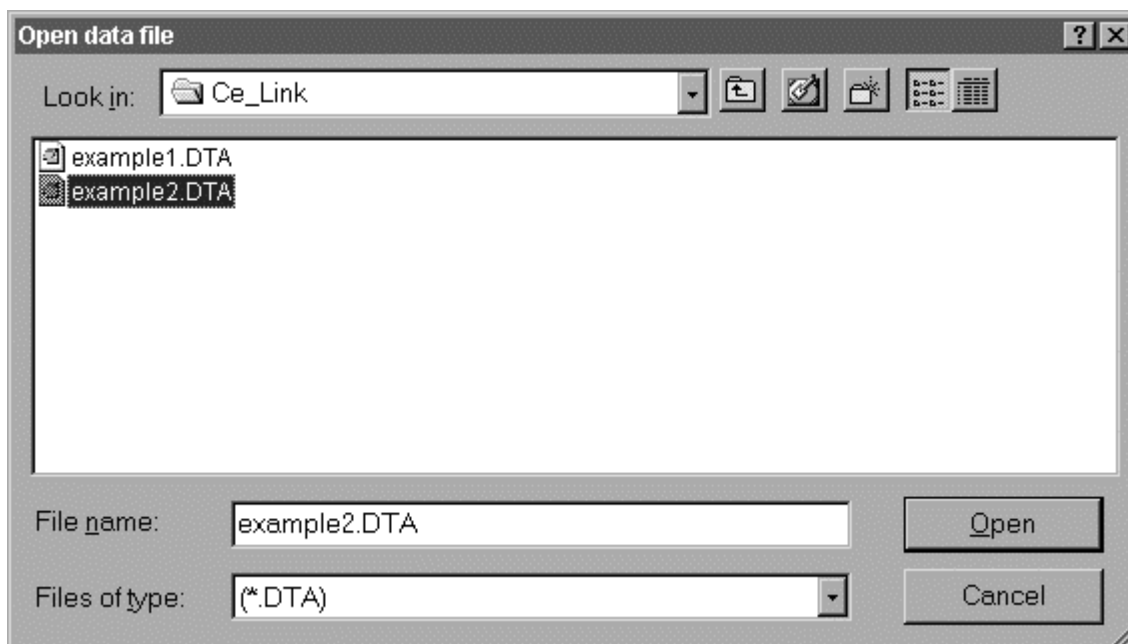 Open data file
Look in: Ce_Link
example1.DTA
example2.DTA
File name: example2.DTA Open
Files of type: (*.DTA) Cancel